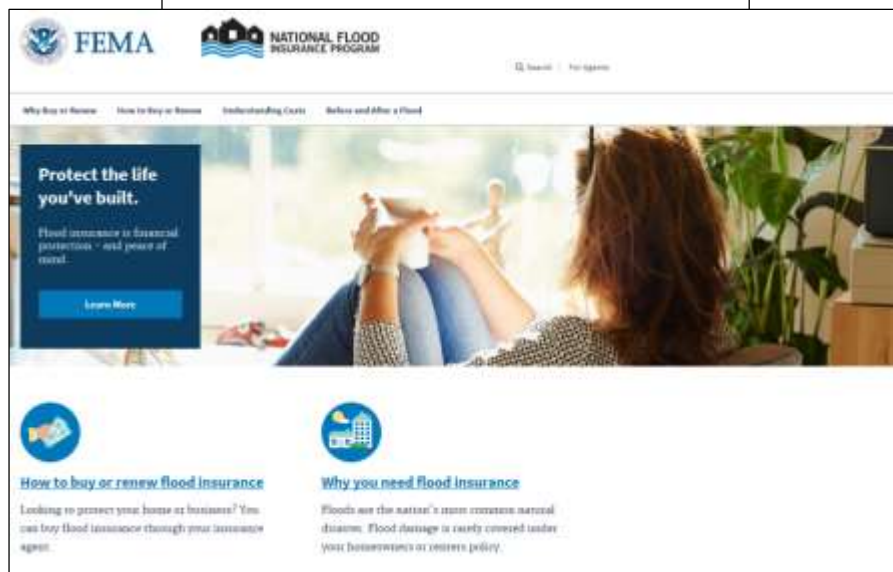 FEMA
NATIONAL FLOOD
INSURANCE PROGRAM
Search
For Agents
Why Buy or Renew How to Buy or Renew Understanding Costs Before and After a Flood
Protect the life
you've built.
Flood insurance is financial
protection - and peace of
mind.
Learn More
How to buy or renew flood insurance
Looking to protect your home or business? You
can buy flood insurance through your insurance
agent.
Why you need flood insurance
Floods are the nation's most common natural
disaster. Flood damage is rarely covered under
your homeowners or renters policy.